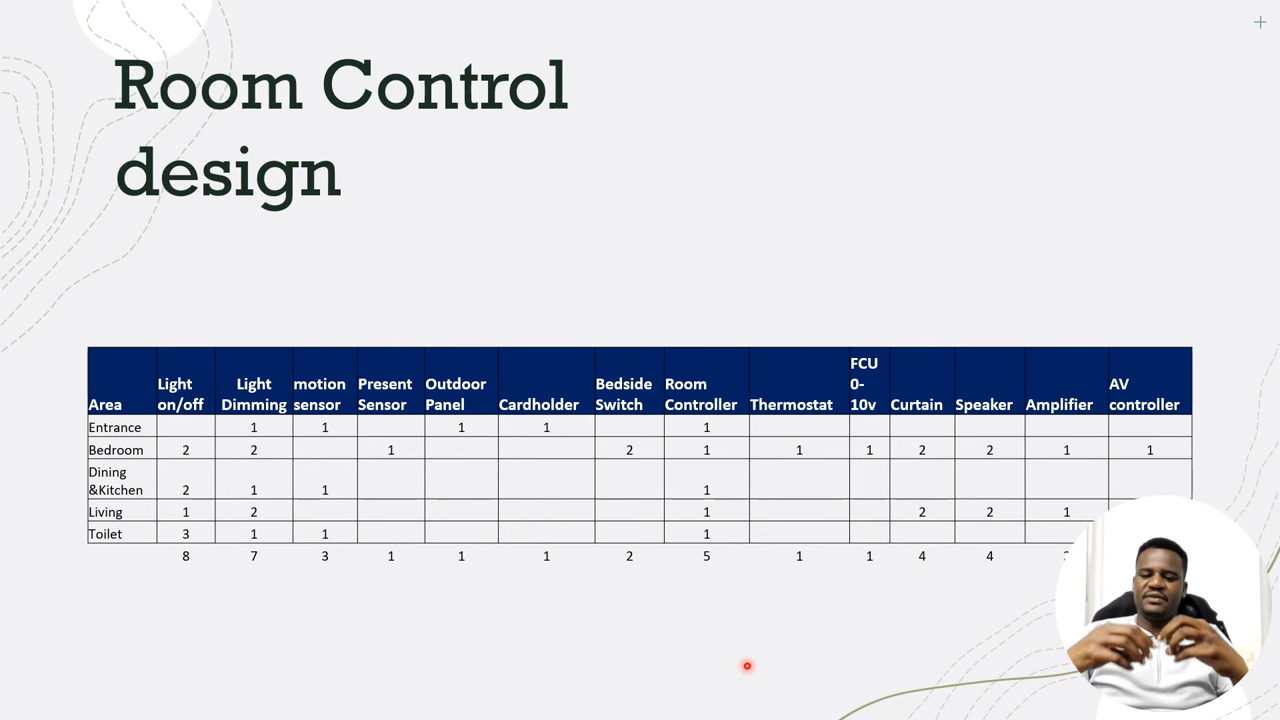 Room Control
design
Area Light on/off Light Dimming motion sensor Present Sensor Outdoor Panel Cardholder Bedside Switch Room Controller Thermostat FCU 0-10v Curtain Speaker Amplifier AV controller
Entrance 1 1 1 1 1
Bedroom 2 2 1 2 1 1 1 2 2 1 1
Dining &Kitchen 2 1 1 1
Living 1 2 1 2 2 1
Toilet 3 1 1 1
8 7 3 1 1 1 2 5 1 1 4 4